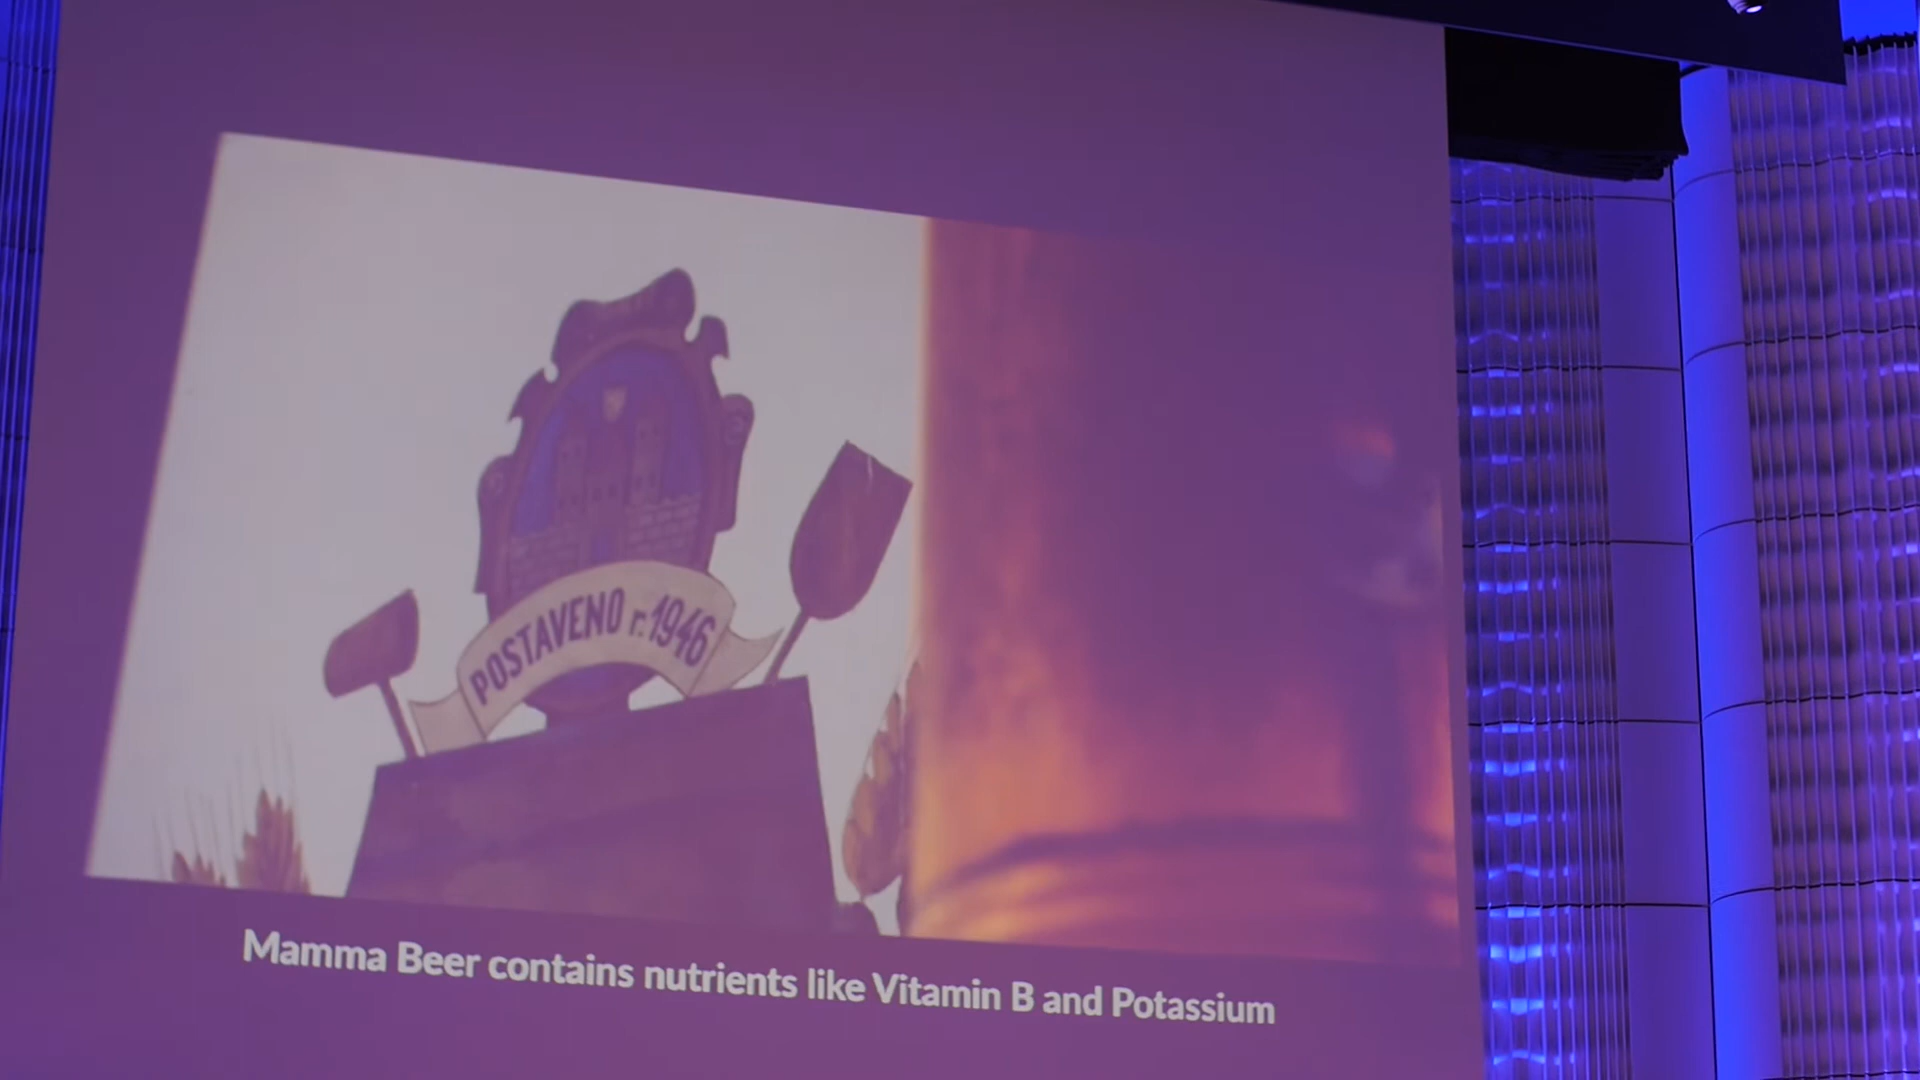 POSTAVENO r. 1946
Mamma Beer contains nutrients like Vitamin B and Potassium